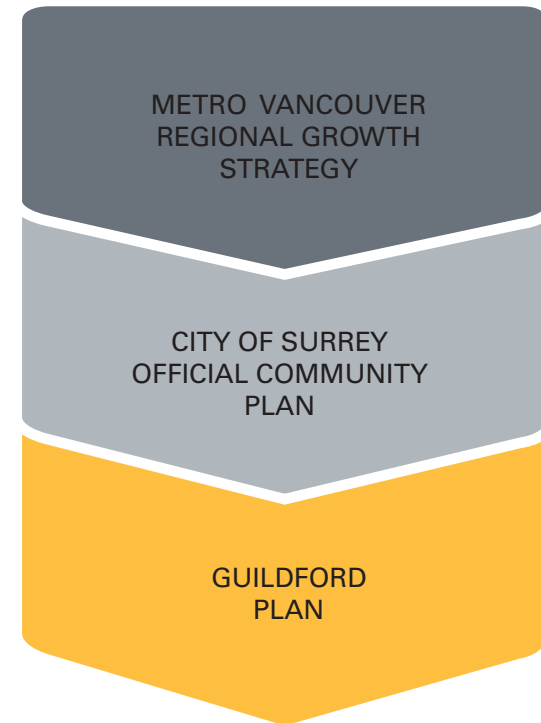 METRO VANCOUVER
REGIONAL GROWTH
STRATEGY
CITY OF SURREY
OFFICIAL COMMUNITY
PLAN
GUILDFORD
PLAN